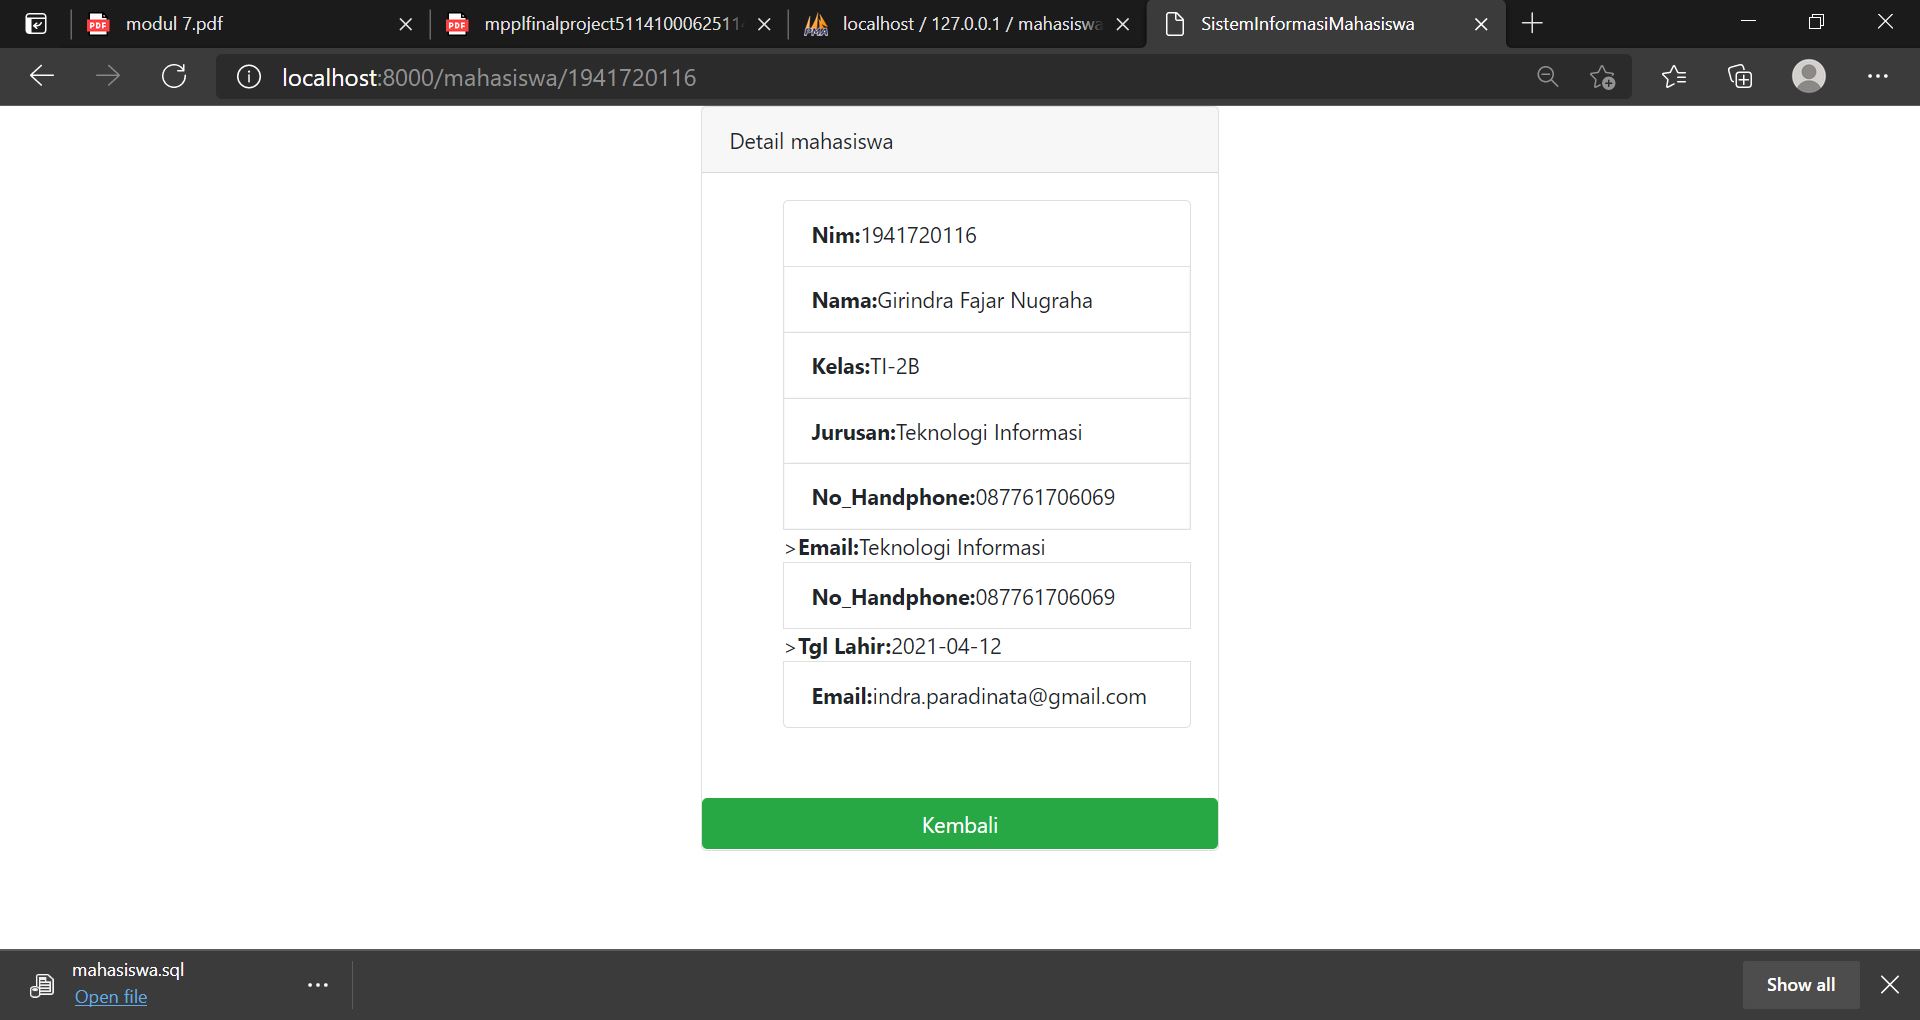 modul 7.pdf
mpplfinalproject5114100062511
localhost / 127.0.0.1 / mahasiswa
SistemInformasiMahasiswa
localhost:8000/mahasiswa/1941720116
Detail mahasiswa
Nim:1941720116
Nama:Girindra Fajar Nugraha
Kelas:TI-2B
Jurusan:Teknologi Informasi
No_Handphone:087761706069
>Email:Teknologi Informasi
No_Handphone:087761706069
>Tgl Lahir:2021-04-12
Email:indra.paradinata@gmail.com
Kembali
mahasiswa.sql
Open file
Show all